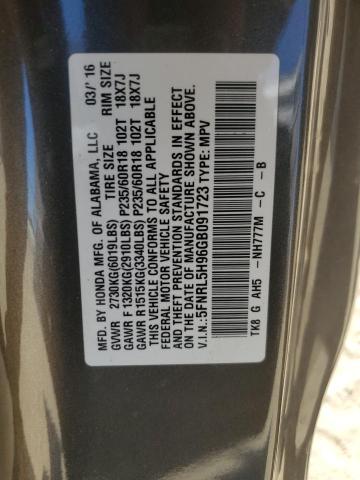 MFD. BY HONDA MFG. OF ALABAMA, LLC 03/'16
TIRE SIZE RIM SIZE
GVWR 2730KG(6019LBS)
GAWR F 1320KG(2910LBS) P235/60R18 102T 18X7J
GAWR R1515KG(3340LBS) P235/60R18 102T 18X7J
THIS VEHICLE CONFORMS TO ALL APPLICABLE
FEDERAL MOTOR VEHICLE SAFETY
AND THEFT PREVENTION STANDARDS IN EFFECT
ON THE DATE OF MANUFACTURE SHOWN ABOVE.
V.I.N.: 5FNRL5H96GB091723 TYPE: MPV
TK8 G AH5 -NH777M -C -B